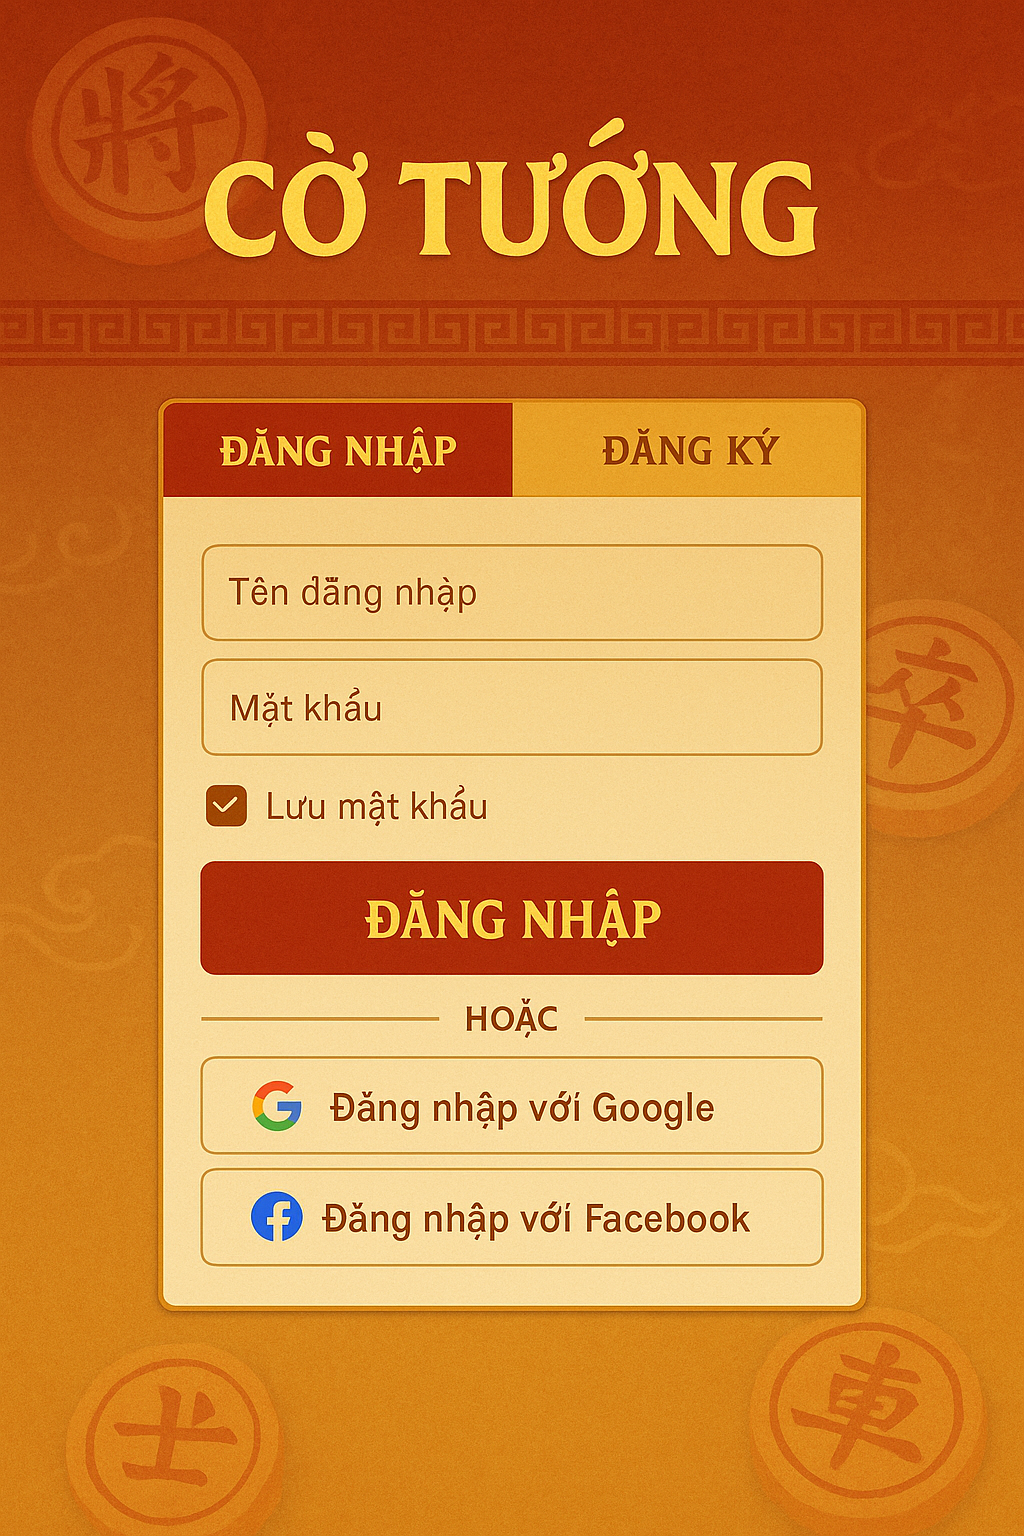 將
CỜ TƯỚNG
ĐĂNG NHẬP
ĐĂNG KÝ
Tên đăng nhập
Mặt khẩu
卒
Lưu mật khẩu
ĐĂNG NHẬP
HOẶC
Đăng nhập với Google
Đăng nhập với Facebook
士
車